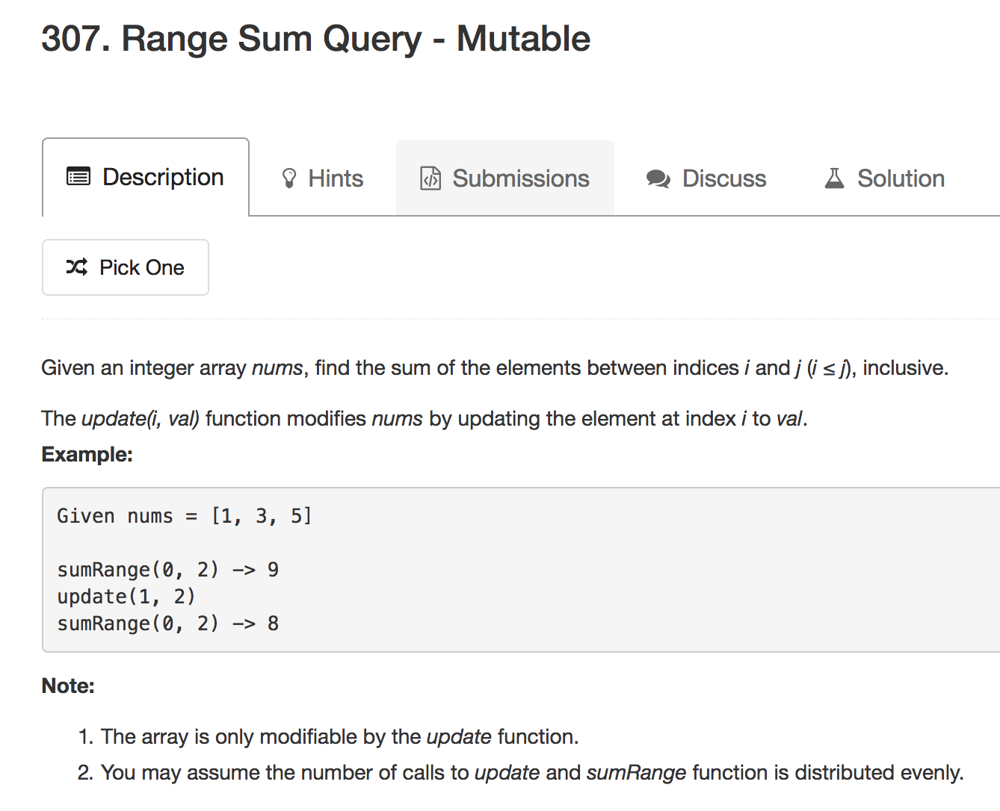 307. Range Sum Query - Mutable
Description
Hints
Submissions
Discuss
Solution
Pick One
Given an integer array nums, find the sum of the elements between indices i and j (i ≤ j), inclusive.
The update(i, val) function modifies nums by updating the element at index i to val.
Example:
Given nums = [1, 3, 5]
sumRange(0, 2) -> 9
update(1, 2)
sumRange(0, 2) -> 8
Note:
1. The array is only modifiable by the update function.
2. You may assume the number of calls to update and sumRange function is distributed evenly.